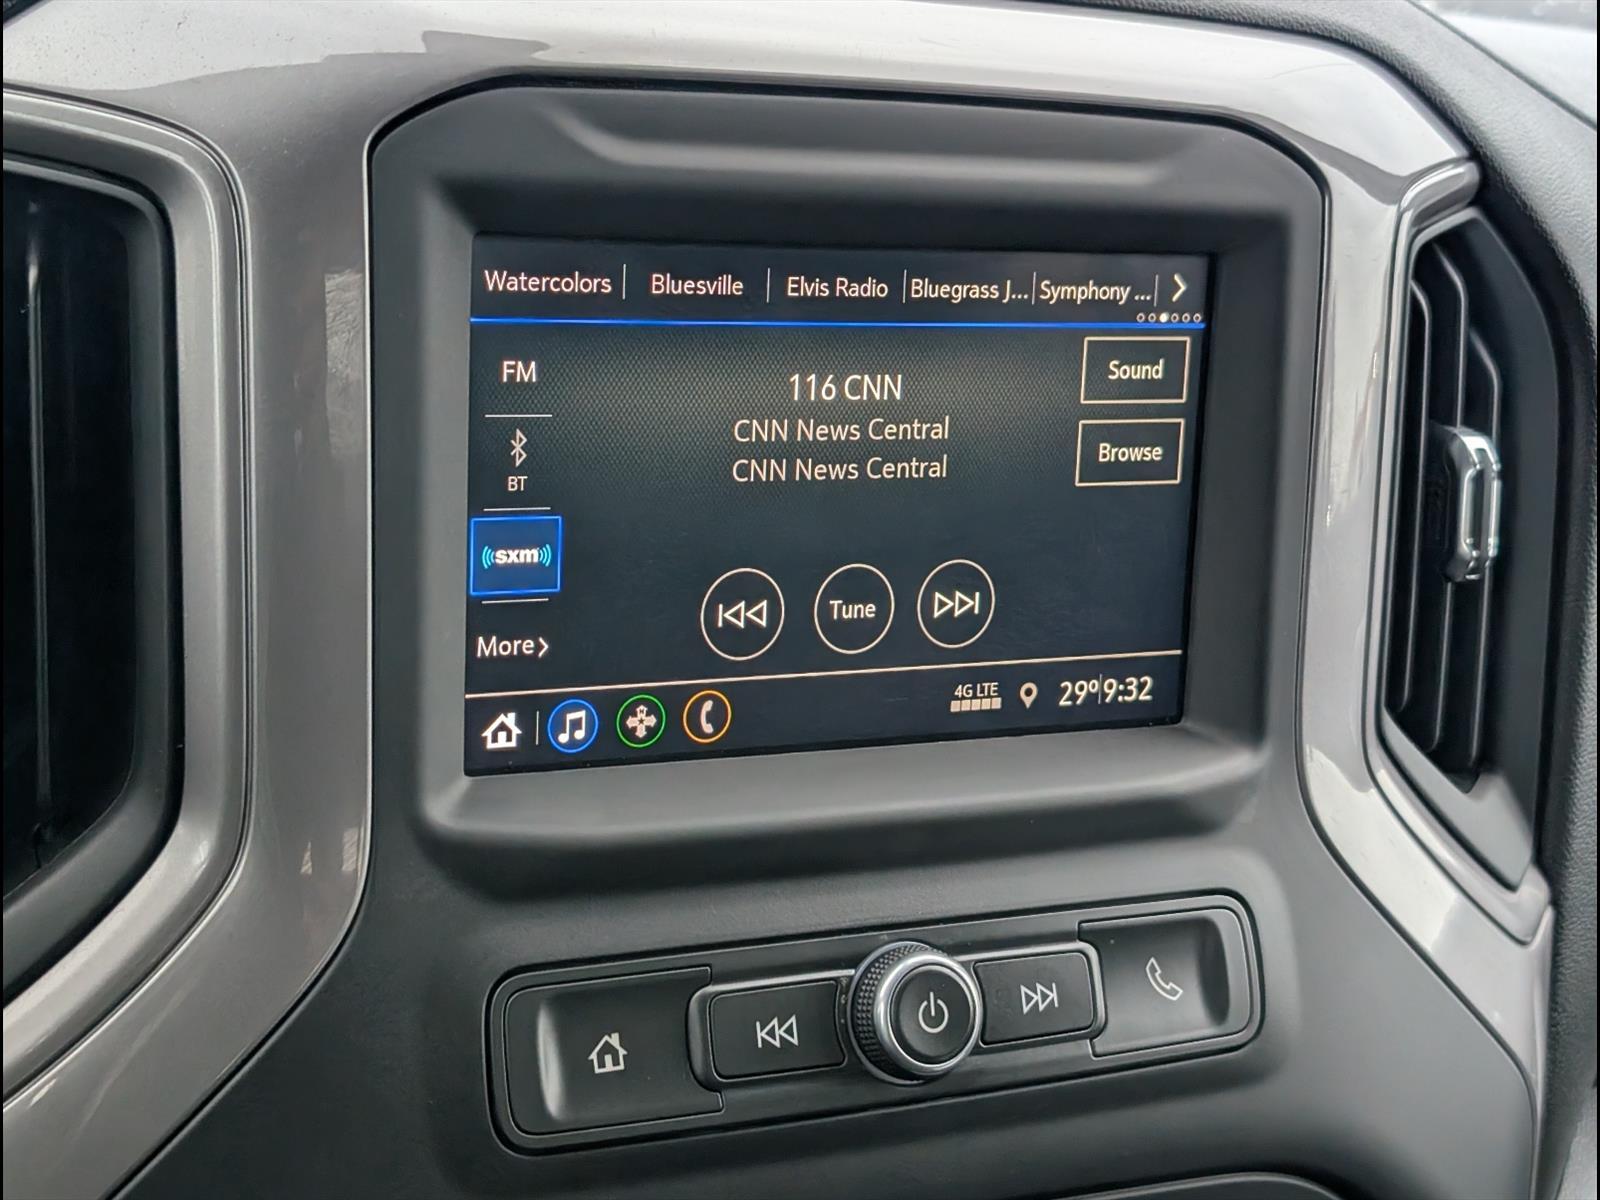 Watercolors Bluesville Elvis Radio Bluegrass J... Symphony ...
FM
116 CNN
Sound
CNN News Central
Browse
CNN News Central
BT
sxm
Tune
More
4G LTE
29° 9:32